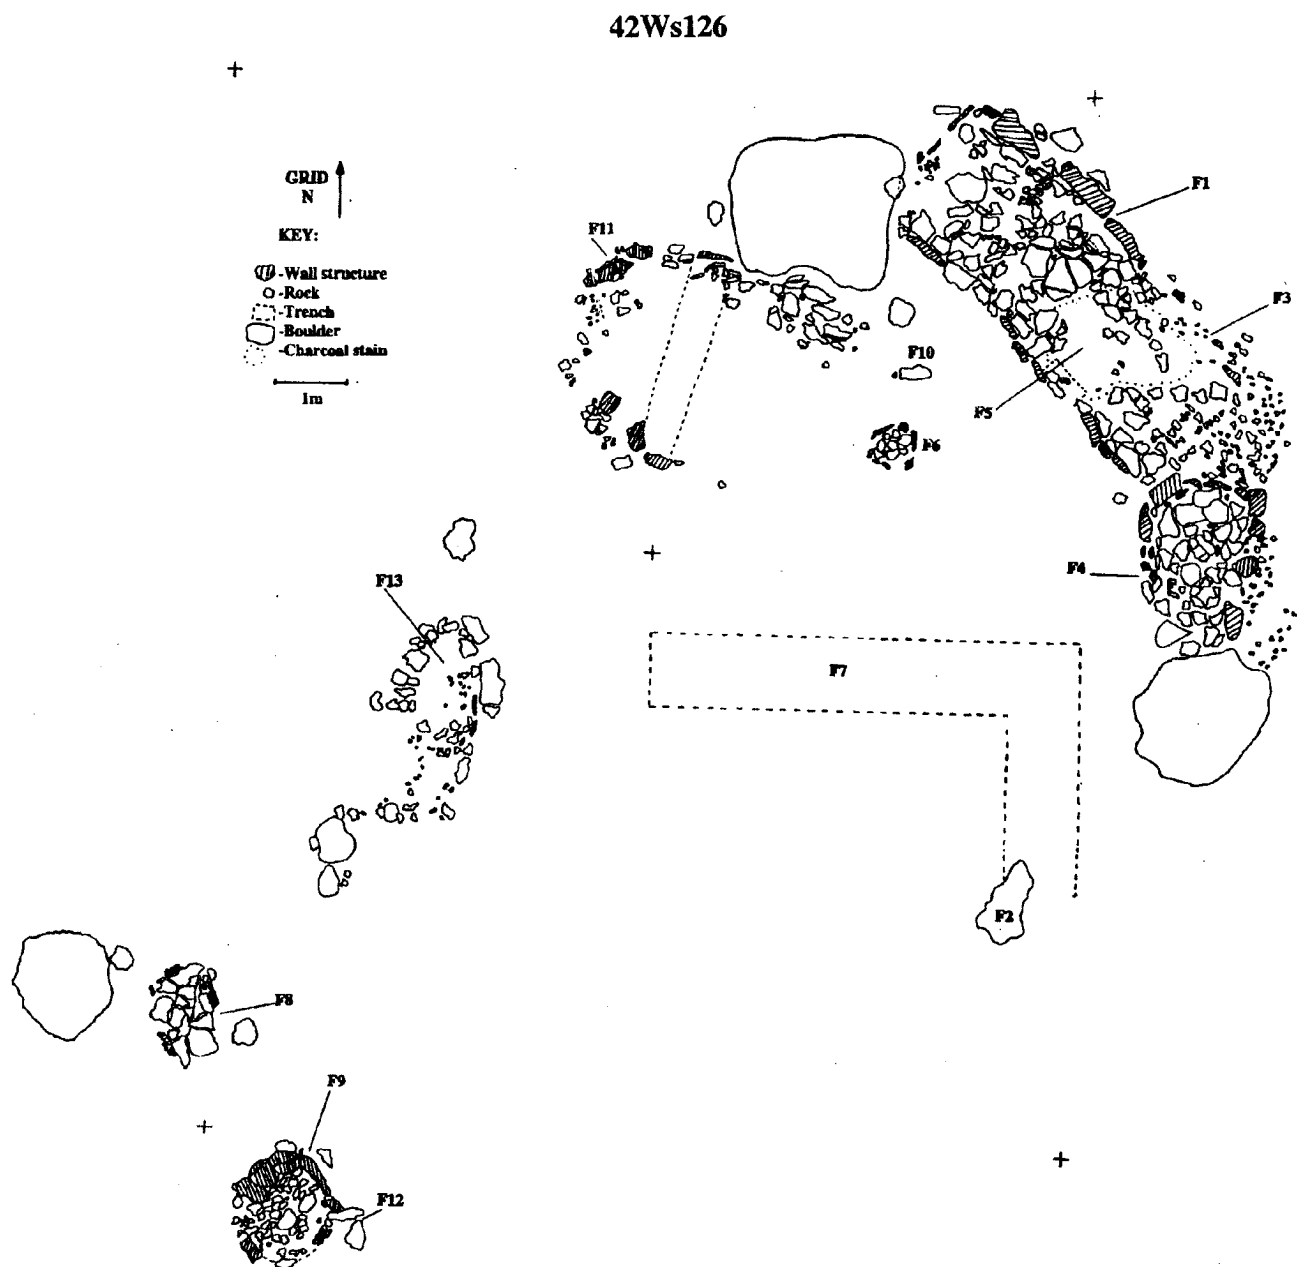 42Ws126
GRID
N
KEY:
-Wall structure
-Rock
-Trench
-Boulder
-Charcoal stain
1m
F1
F11
F3
F10
F5
F6
F4
F13
F7
F2
F8
F9
F12